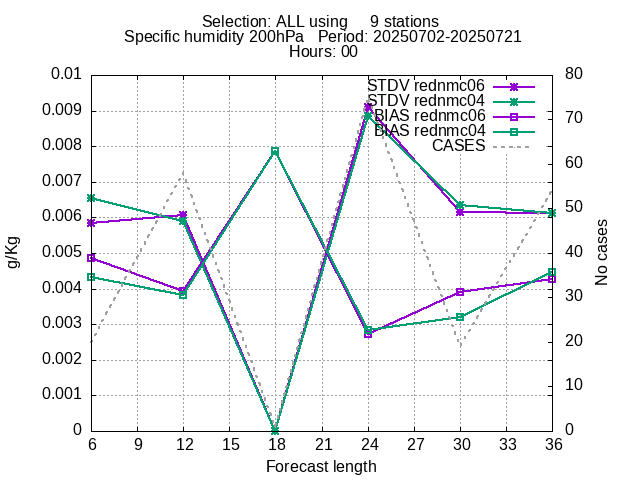 Selection: ALL using     9 stations
Specific humidity 200hPa   Period: 20250702-20250721
Hours: 00
0.01
0.009
0.008
0.007
0.006
0.005
0.004
0.003
0.002
0.001
0
80
70
60
50
40
30
20
10
0
STDV rednmc06
STDV rednmc04
BIAS rednmc06
BIAS rednmc04
CASES
g/Kg
No cases
6 9 12 15 18 21 24 27 30 33 36
Forecast length